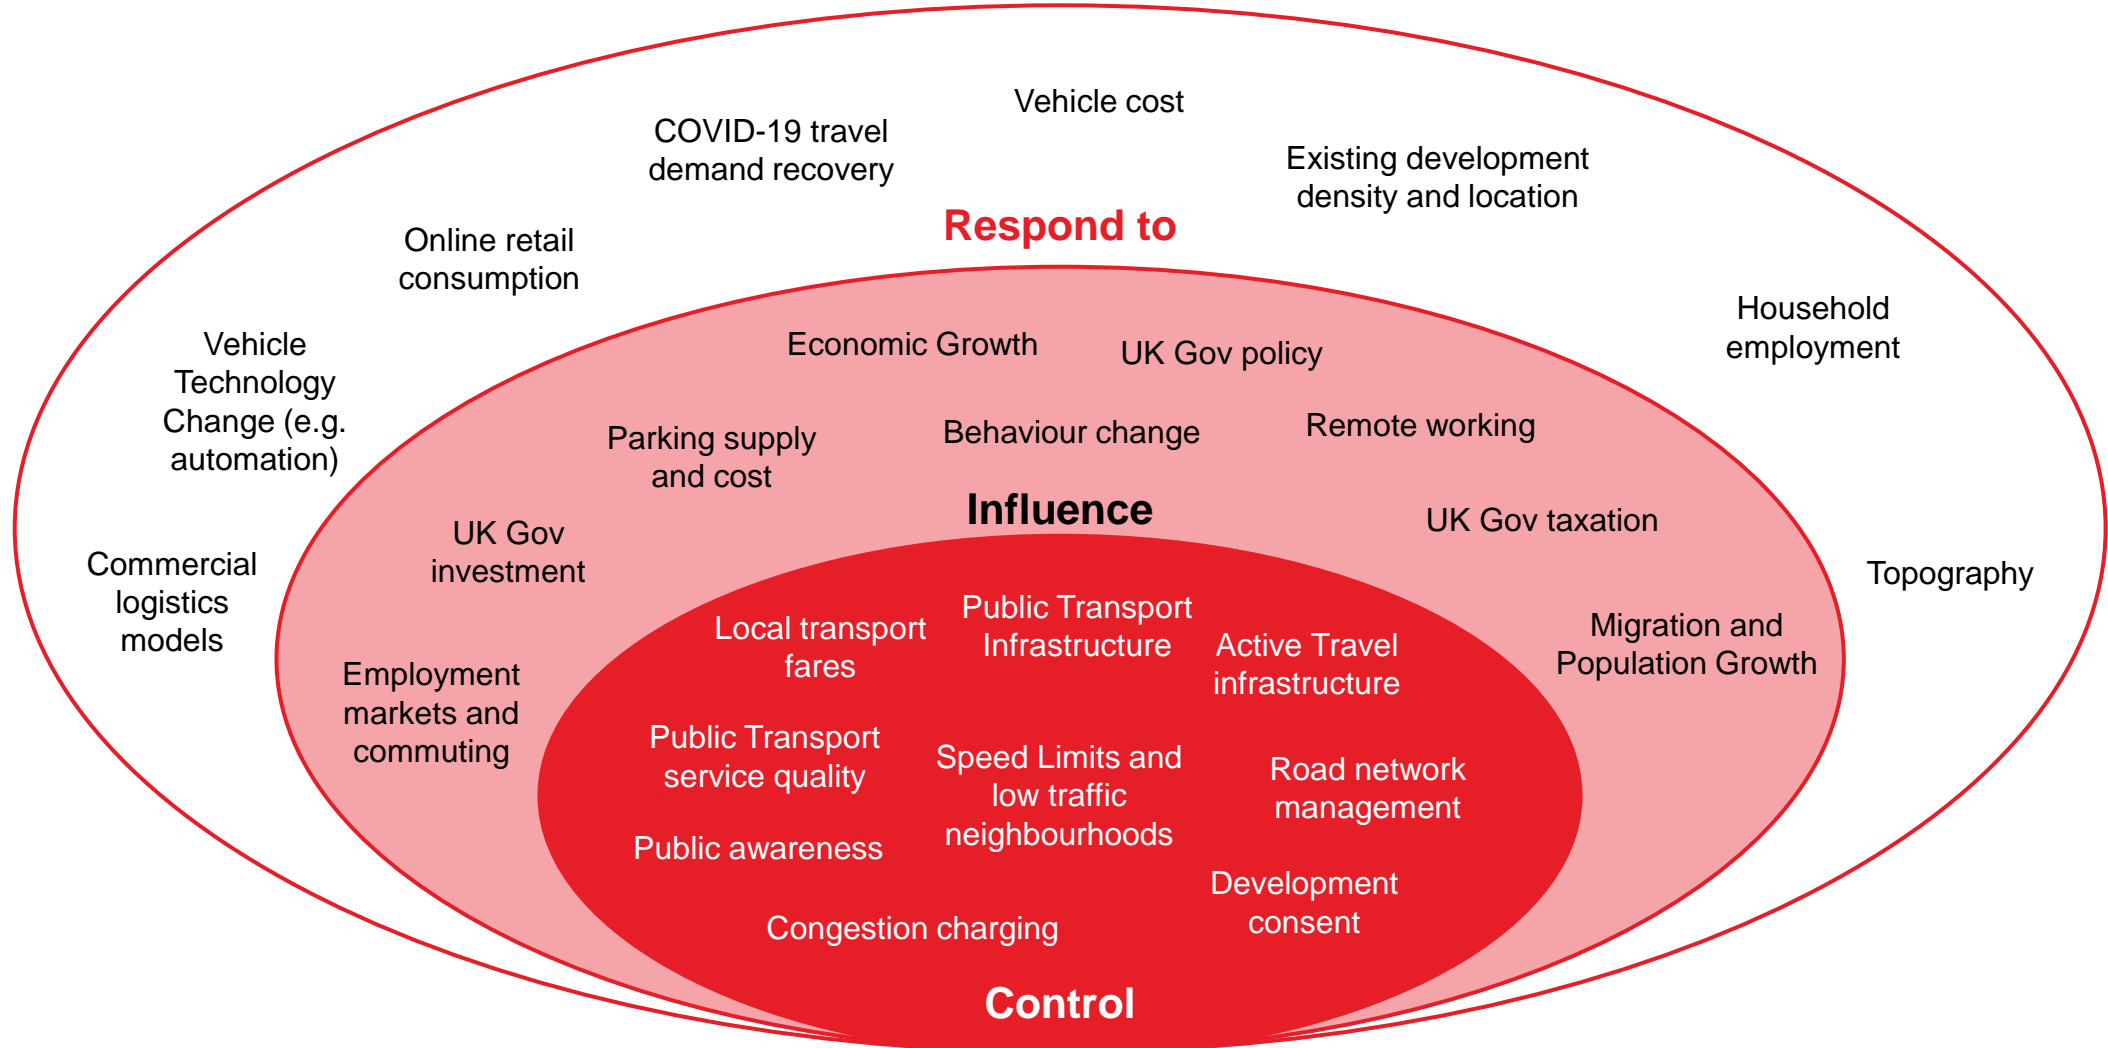 Vehicle cost
COVID-19 travel
demand recovery
Existing development
density and location
Respond to
Online retail
consumption
Household
employment
Vehicle
Technology
Change (e.g.
automation)
Commercial
logistics
models
Topography
Economic Growth
UK Gov policy
Parking supply
and cost
Behaviour change
Remote working
Influence
UK Gov
investment
UK Gov taxation
Employment
markets and
commuting
Migration and
Population Growth
Local transport
fares
Public Transport
Infrastructure
Active Travel
infrastructure
Public Transport
service quality
Speed Limits and
low traffic
neighbourhoods
Road network
management
Public awareness
Development
consent
Congestion charging
Control